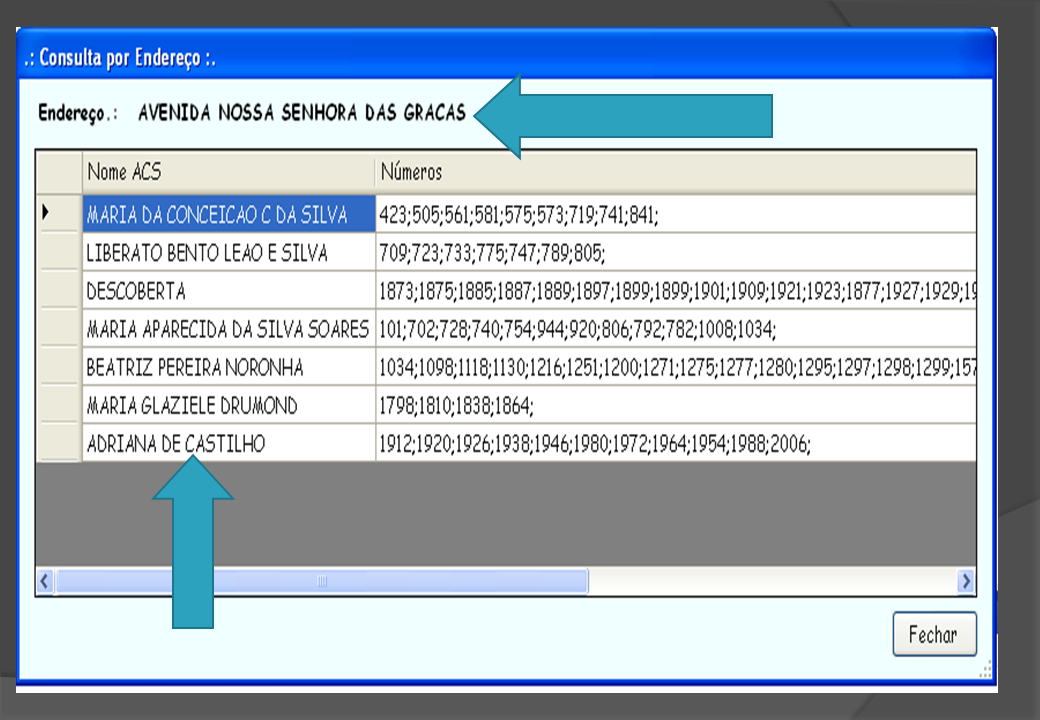 .: Consulta por Endereço :.
Endereço.: AVENIDA NOSSA SENHORA DAS GRACAS
Nome ACS Números
MARIA DA CONCEICAO C DA SILVA 423;505;561;581;575;573;719;741;841;
LIBERATO BENTO LEAO E SILVA 709;723;733;775;747;789;805;
DESCOBERTA 1873;1875;1885;1887;1889;1897;1899;1899;1901;1909;1921;1923;1877;1927;1929;19
MARIA APARECIDA DA SILVA SOARES 101;702;728;740;754;944;920;806;792;782;1008;1034;
BEATRIZ PEREIRA NORONHA 1034;1098;1118;1130;1216;1251;1200;1271;1275;1277;1280;1295;1297;1298;1299;157
MARIA GLAZIELE DRUMOND 1798;1810;1838;1864;
ADRIANA DE CASTILHO 1912;1920;1926;1938;1946;1980;1972;1964;1954;1988;2006;
Fechar